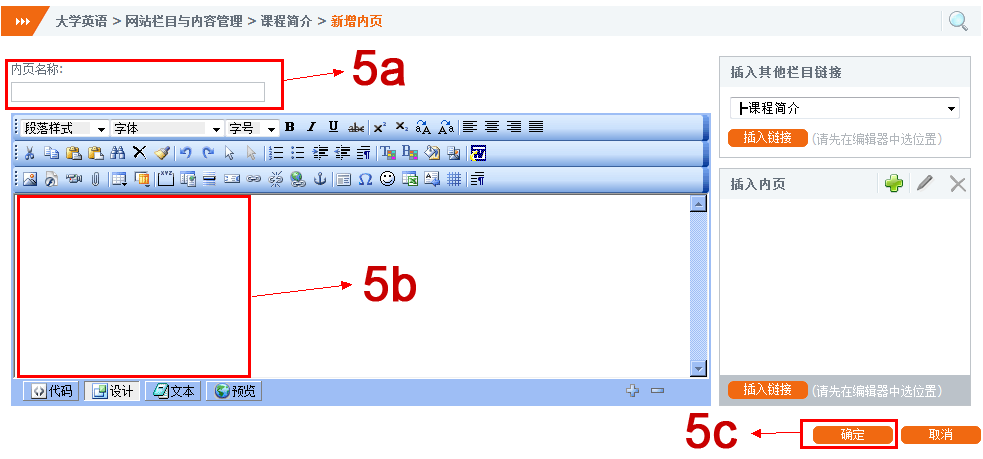 大学英语 > 网站栏目与内容管理 > 课程简介 > 新增内页
内页名称:
5a
段落样式 字体 字号 B I U abc x² x₂
5b
代码 设计 文本 预览
插入其他栏目链接
├课程简介
插入链接 (请先在编辑器中选位置)
插入内页
插入链接 (请先在编辑器中选位置)
5c
确定 取消